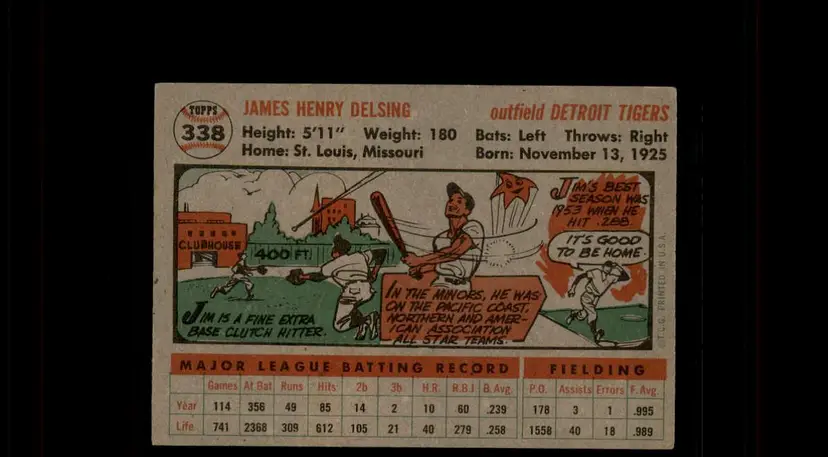 TOPPS
338
JAMES HENRY DELSING
outfield DETROIT TIGERS
Height: 5'11" Weight: 180 Bats: Left Throws: Right
Home: St. Louis, Missouri Born: November 13, 1925
CLUBHOUSE
400 FT.
JIM IS A FINE EXTRA
BASE CLUTCH HITTER.
IN THE MINORS, HE WAS
ON THE PACIFIC COAST,
NORTHERN AND AMER-
ICAN ASSOCIATION
ALL STAR TEAMS.
JIM'S BEST
SEASON WAS
1953 WHEN HE
HIT .288.
IT'S GOOD
TO BE HOME.
© T.C.G. PRINTED IN U.S.A.
MAJOR LEAGUE BATTING RECORD FIELDING
Games At Bat Runs Hits 2b 3b H.R. R.B.I. B. Avg. P.O. Assists Errors F. Avg.
Year 114 356 49 85 14 2 10 60 .239 178 3 1 .995
Life 741 2368 309 612 105 21 40 279 .258 1558 40 18 .989